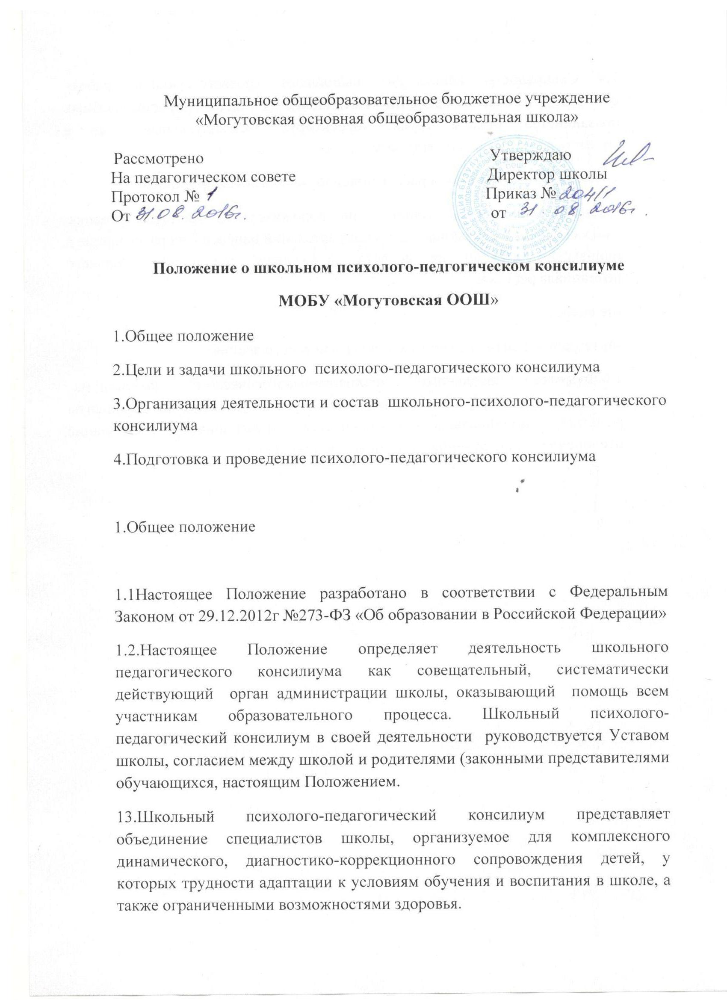 Муниципальное общеобразовательное бюджетное учреждение
«Могутовская основная общеобразовательная школа»
Рассмотрено
На педагогическом совете
Протокол № 1
От 31.08.2016г.
Утверждаю
Директор школы
Приказ № 204/1
от 31.08.2016г.
Положение о школьном психолого-педгогическом консилиуме
МОБУ «Могутовская ООШ»
1.Общее положение
2.Цели и задачи школьного психолого-педагогического консилиума
3.Организация деятельности и состав школьного-психолого-педагогического
консилиума
4.Подготовка и проведение психолого-педагогического консилиума
1.Общее положение
1.1Настоящее Положение разработано в соответствии с Федеральным
Законом от 29.12.2012г №273-ФЗ «Об образовании в Российской Федерации»
1.2.Настоящее Положение определяет деятельность школьного
педагогического консилиума как совещательный, систематически
действующий орган администрации школы, оказывающий помощь всем
участникам образовательного процесса. Школьный психолого-
педагогический консилиум в своей деятельности руководствуется Уставом
школы, согласием между школой и родителями (законными представителями
обучающихся, настоящим Положением.
13.Школьный психолого-педагогический консилиум представляет
объединение специалистов школы, организуемое для комплексного
динамического, диагностико-коррекционного сопровождения детей, у
которых трудности адаптации к условиям обучения и воспитания в школе, а
также ограниченными возможностями здоровья.